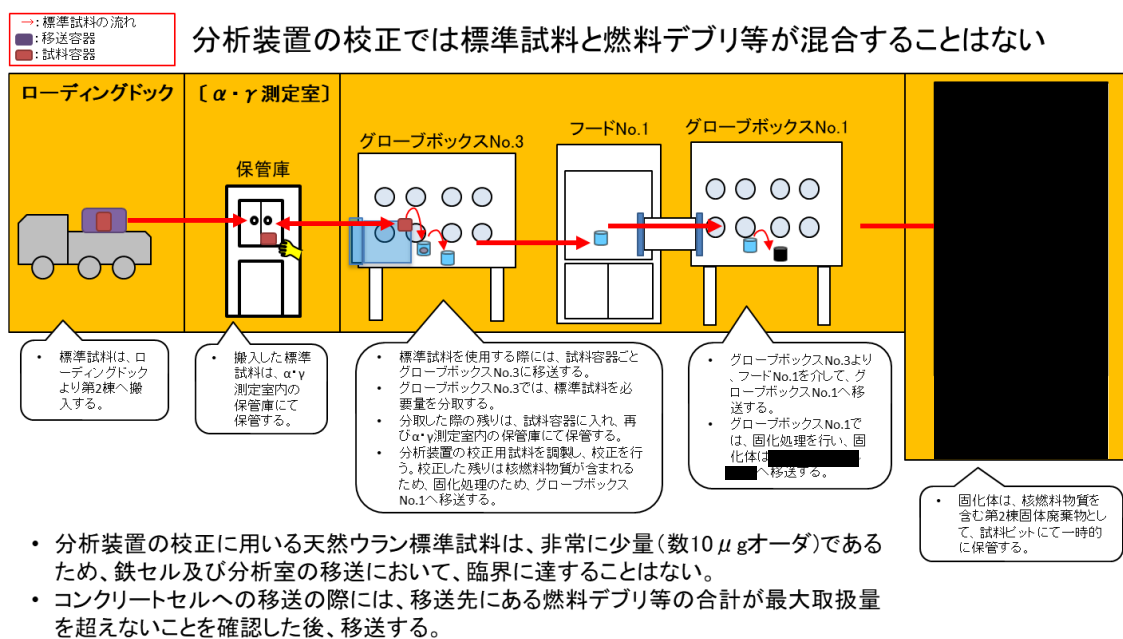 →：標準試料の流れ
：移送容器
：試料容器
分析装置の校正では標準試料と燃料デブリ等が混合することはない
ローディングドック
〔α・γ測定室〕
保管庫
グローブボックスNo.3
フードNo.1
グローブボックスNo.1
• 標準試料は、ロ
ーディングドック
より第2棟へ搬
入する。
• 搬入した標準
試料は、α・γ
測定室内の
保管庫にて
保管する。
• 標準試料を使用する際には、試料容器ごと
グローブボックスNo.3に移送する。
• グローブボックスNo.3では、標準試料を必
要量を分取する。
• 分取した際の残りは、試料容器に入れ、再
びα・γ測定室内の保管庫にて保管する。
• 分析装置の校正用試料を調製し、校正を行
う。校正した残りは核燃料物質が含まれる
ため、固化処理のため、グローブボックス
No.1へ移送する。
• グローブボックスNo.3より
、フードNo.1を介して、グ
ローブボックスNo.1へ移
送する。
• グローブボックスNo.1で
は、固化処理を行い、固
化体は
へ移送する。
• 固化体は、核燃料物質を
含む第2棟固体廃棄物とし
て、試料ピットにて一時的
に保管する。
• 分析装置の校正に用いる天然ウラン標準試料は、非常に少量（数10μgオーダ）である
ため、鉄セル及び分析室の移送において、臨界に達することはない。
• コンクリートセルへの移送の際には、移送先にある燃料デブリ等の合計が最大取扱量
を超えないことを確認した後、移送する。